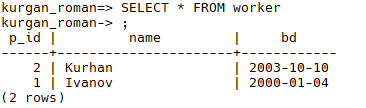 kurgan_roman=> SELECT * FROM worker
kurgan_roman-> ;
 p_id |          name           |     bd
------+-------------------------+------------
    2 | Kurhan                  | 2003-10-10
    1 | Ivanov                  | 2000-01-04
(2 rows)